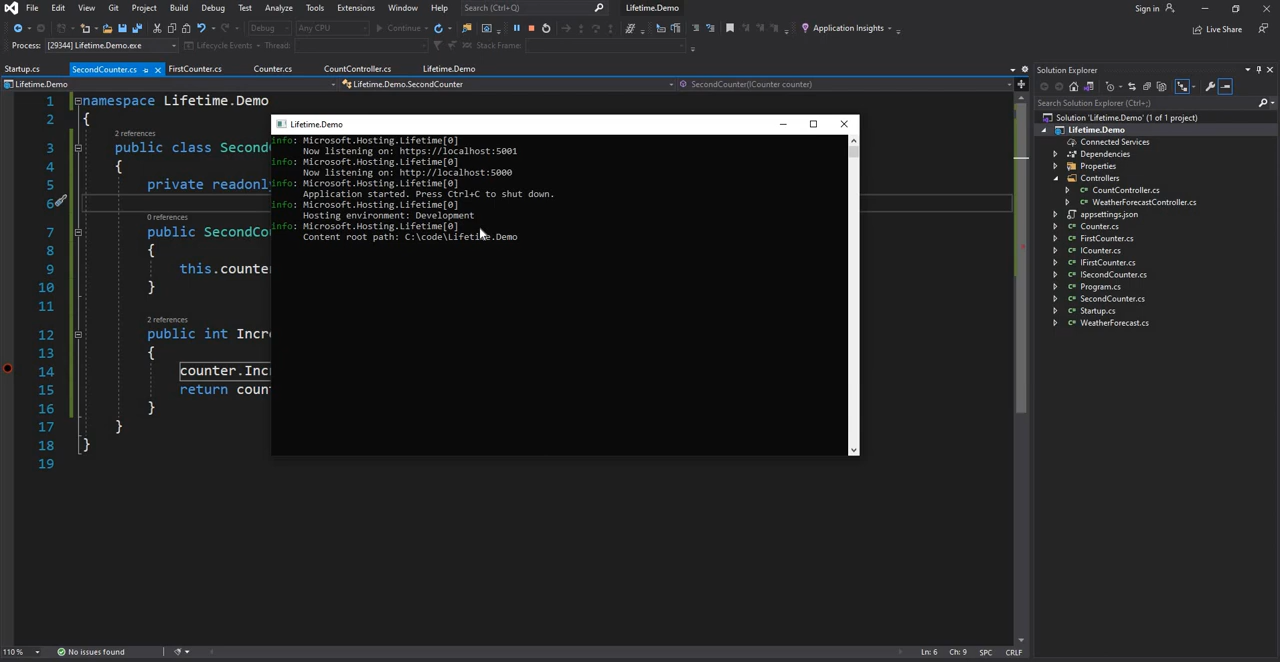 File Edit View Git Project Build Debug Test Analyze Tools Extensions Window Help Search (Ctrl+Q) Lifetime.Demo Sign in
Debug Any CPU Continue Application Insights Live Share
Process: [29344] Lifetime.Demo.exe Lifecycle Events Thread: Stack Frame:
Startup.cs SecondCounter.cs FirstCounter.cs Counter.cs CountController.cs Lifetime.Demo
Lifetime.Demo Lifetime.Demo.SecondCounter SecondCounter(ICounter counter)
1 namespace Lifetime.Demo
2 {
2 references
3 public class Second
4 {
5 private readonl
6
0 references
7 public SecondCo
8 {
9 this.counter
10 }
11
2 references
12 public int Incre
13 {
14 counter.Inc
15 return count
16 }
17 }
18 }
19
Lifetime.Demo
info: Microsoft.Hosting.Lifetime[0]
Now listening on: https://localhost:5001
info: Microsoft.Hosting.Lifetime[0]
Now listening on: http://localhost:5000
info: Microsoft.Hosting.Lifetime[0]
Application started. Press Ctrl+C to shut down.
info: Microsoft.Hosting.Lifetime[0]
Hosting environment: Development
info: Microsoft.Hosting.Lifetime[0]
Content root path: C:\code\Lifetime.Demo
Solution Explorer
Search Solution Explorer (Ctrl+;)
Solution 'Lifetime.Demo' (1 of 1 project)
Lifetime.Demo
Connected Services
Dependencies
Properties
Controllers
C# CountController.cs
C# WeatherForecastController.cs
appsettings.json
C# Counter.cs
C# FirstCounter.cs
C# ICounter.cs
C# IFirstCounter.cs
C# ISecondCounter.cs
C# Program.cs
C# SecondCounter.cs
C# Startup.cs
C# WeatherForecast.cs
110 % No issues found Ln: 6 Ch: 9 SPC CRLF